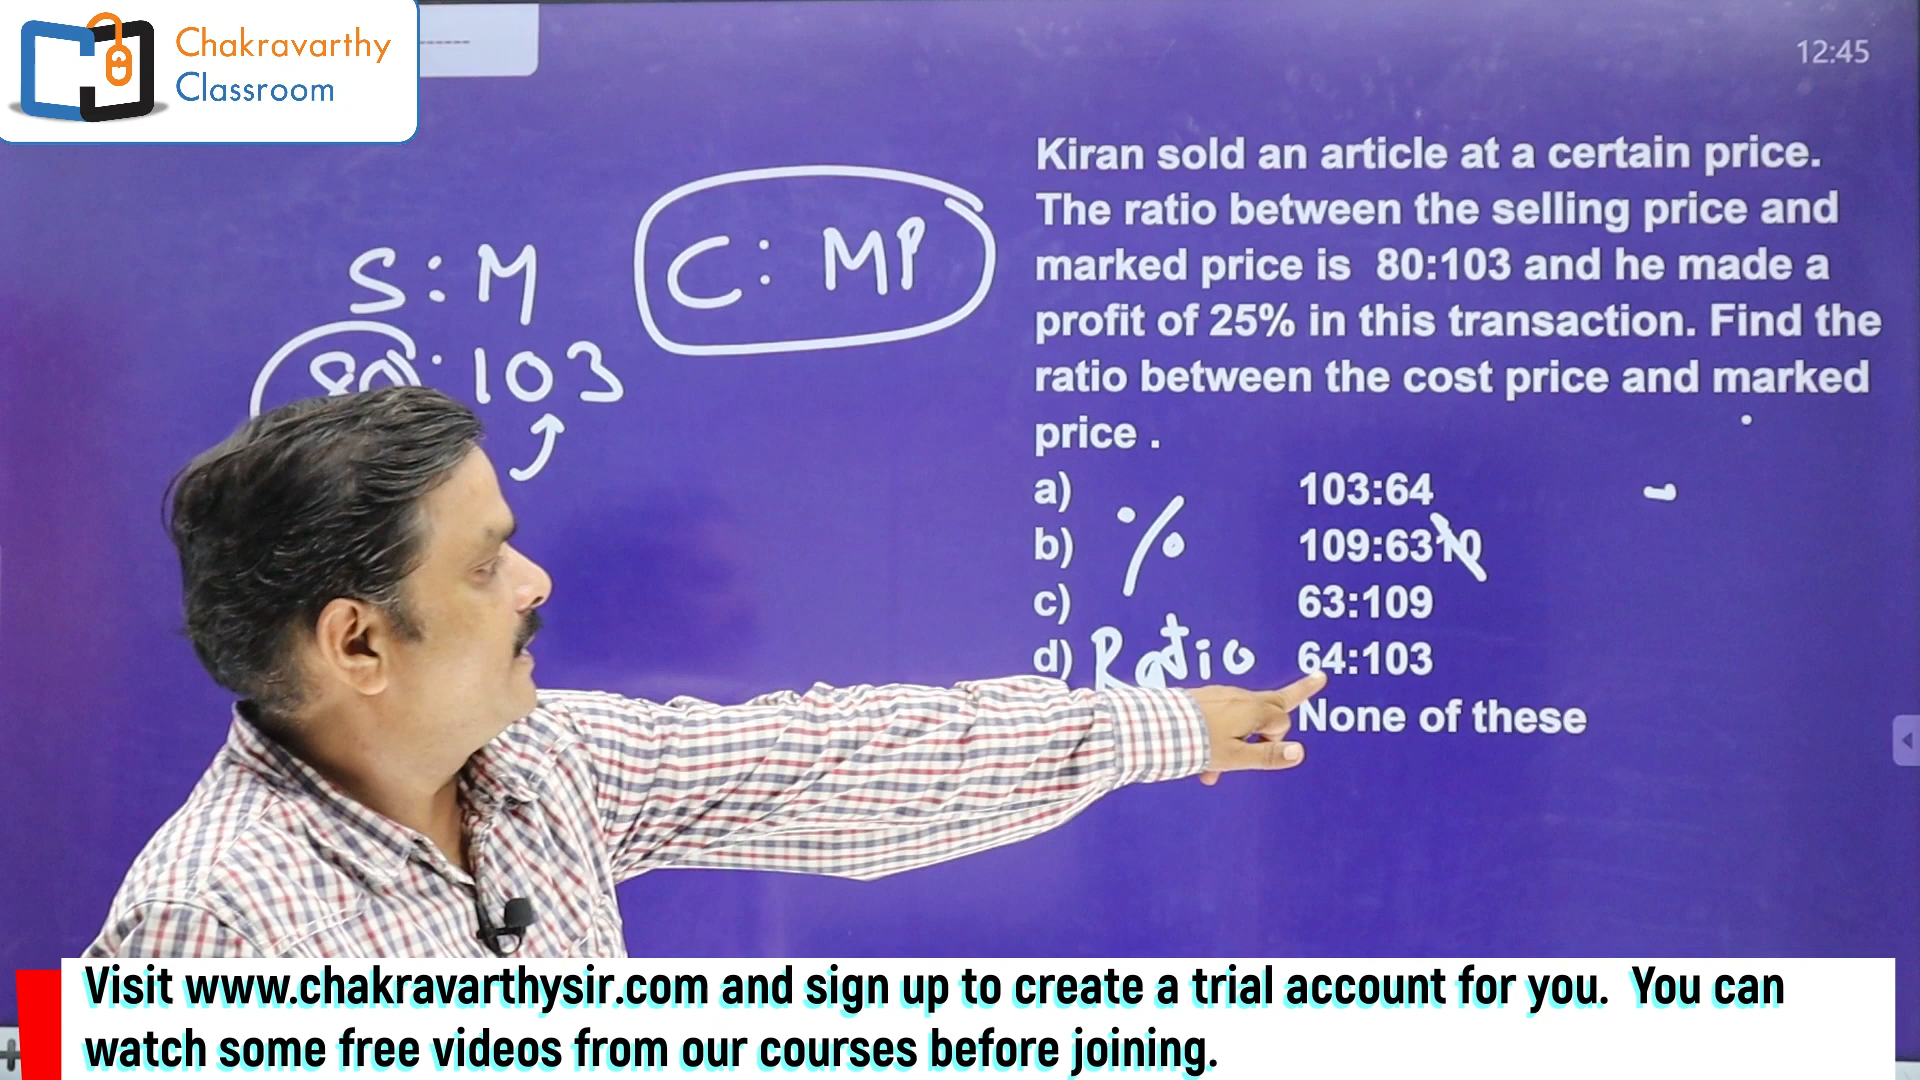 Chakravarthy
Classroom
12:45
Kiran sold an article at a certain price.
The ratio between the selling price and
marked price is 80:103 and he made a
profit of 25% in this transaction. Find the
ratio between the cost price and marked
price .
a) 103:64
b) % 109:6310
c) 63:109
d) Ratio 64:103
None of these
S : M
80 : 103
C : MP
Visit www.chakravarthysir.com and sign up to create a trial account for you. You can
watch some free videos from our courses before joining.